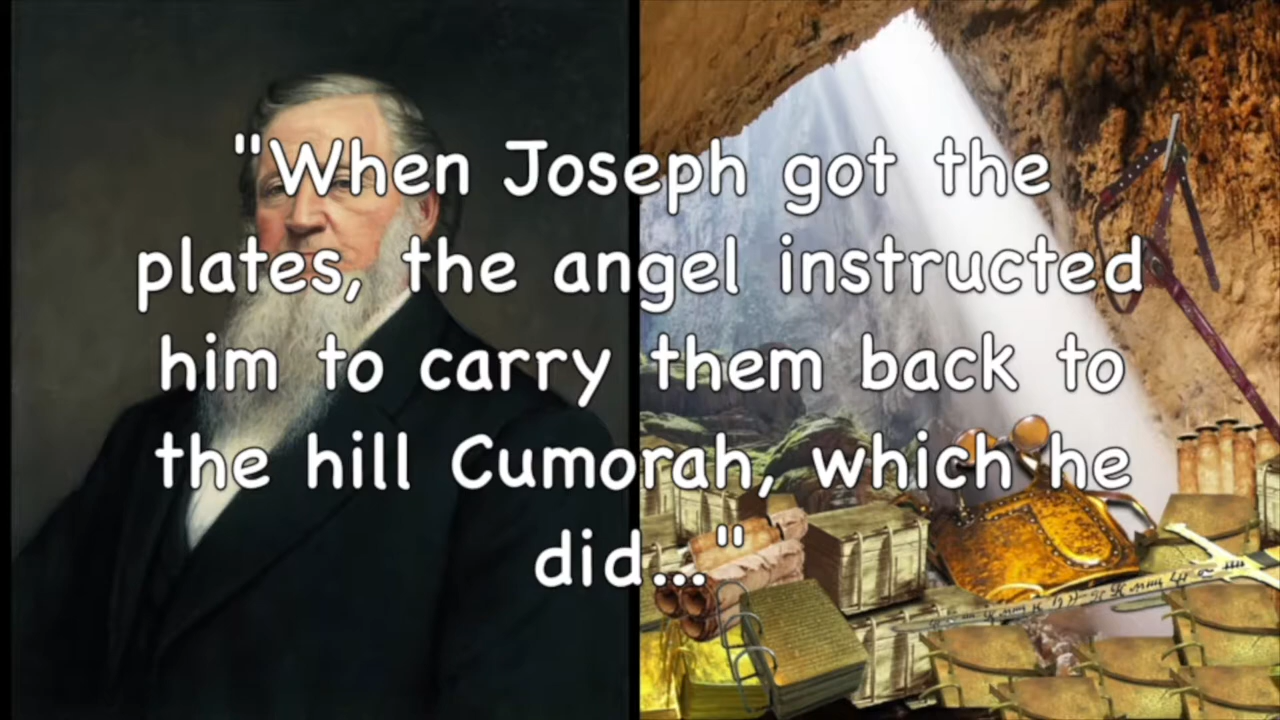 "When Joseph got the
plates, the angel instructed
him to carry them back to
the hill Cumorah, which he
did..."